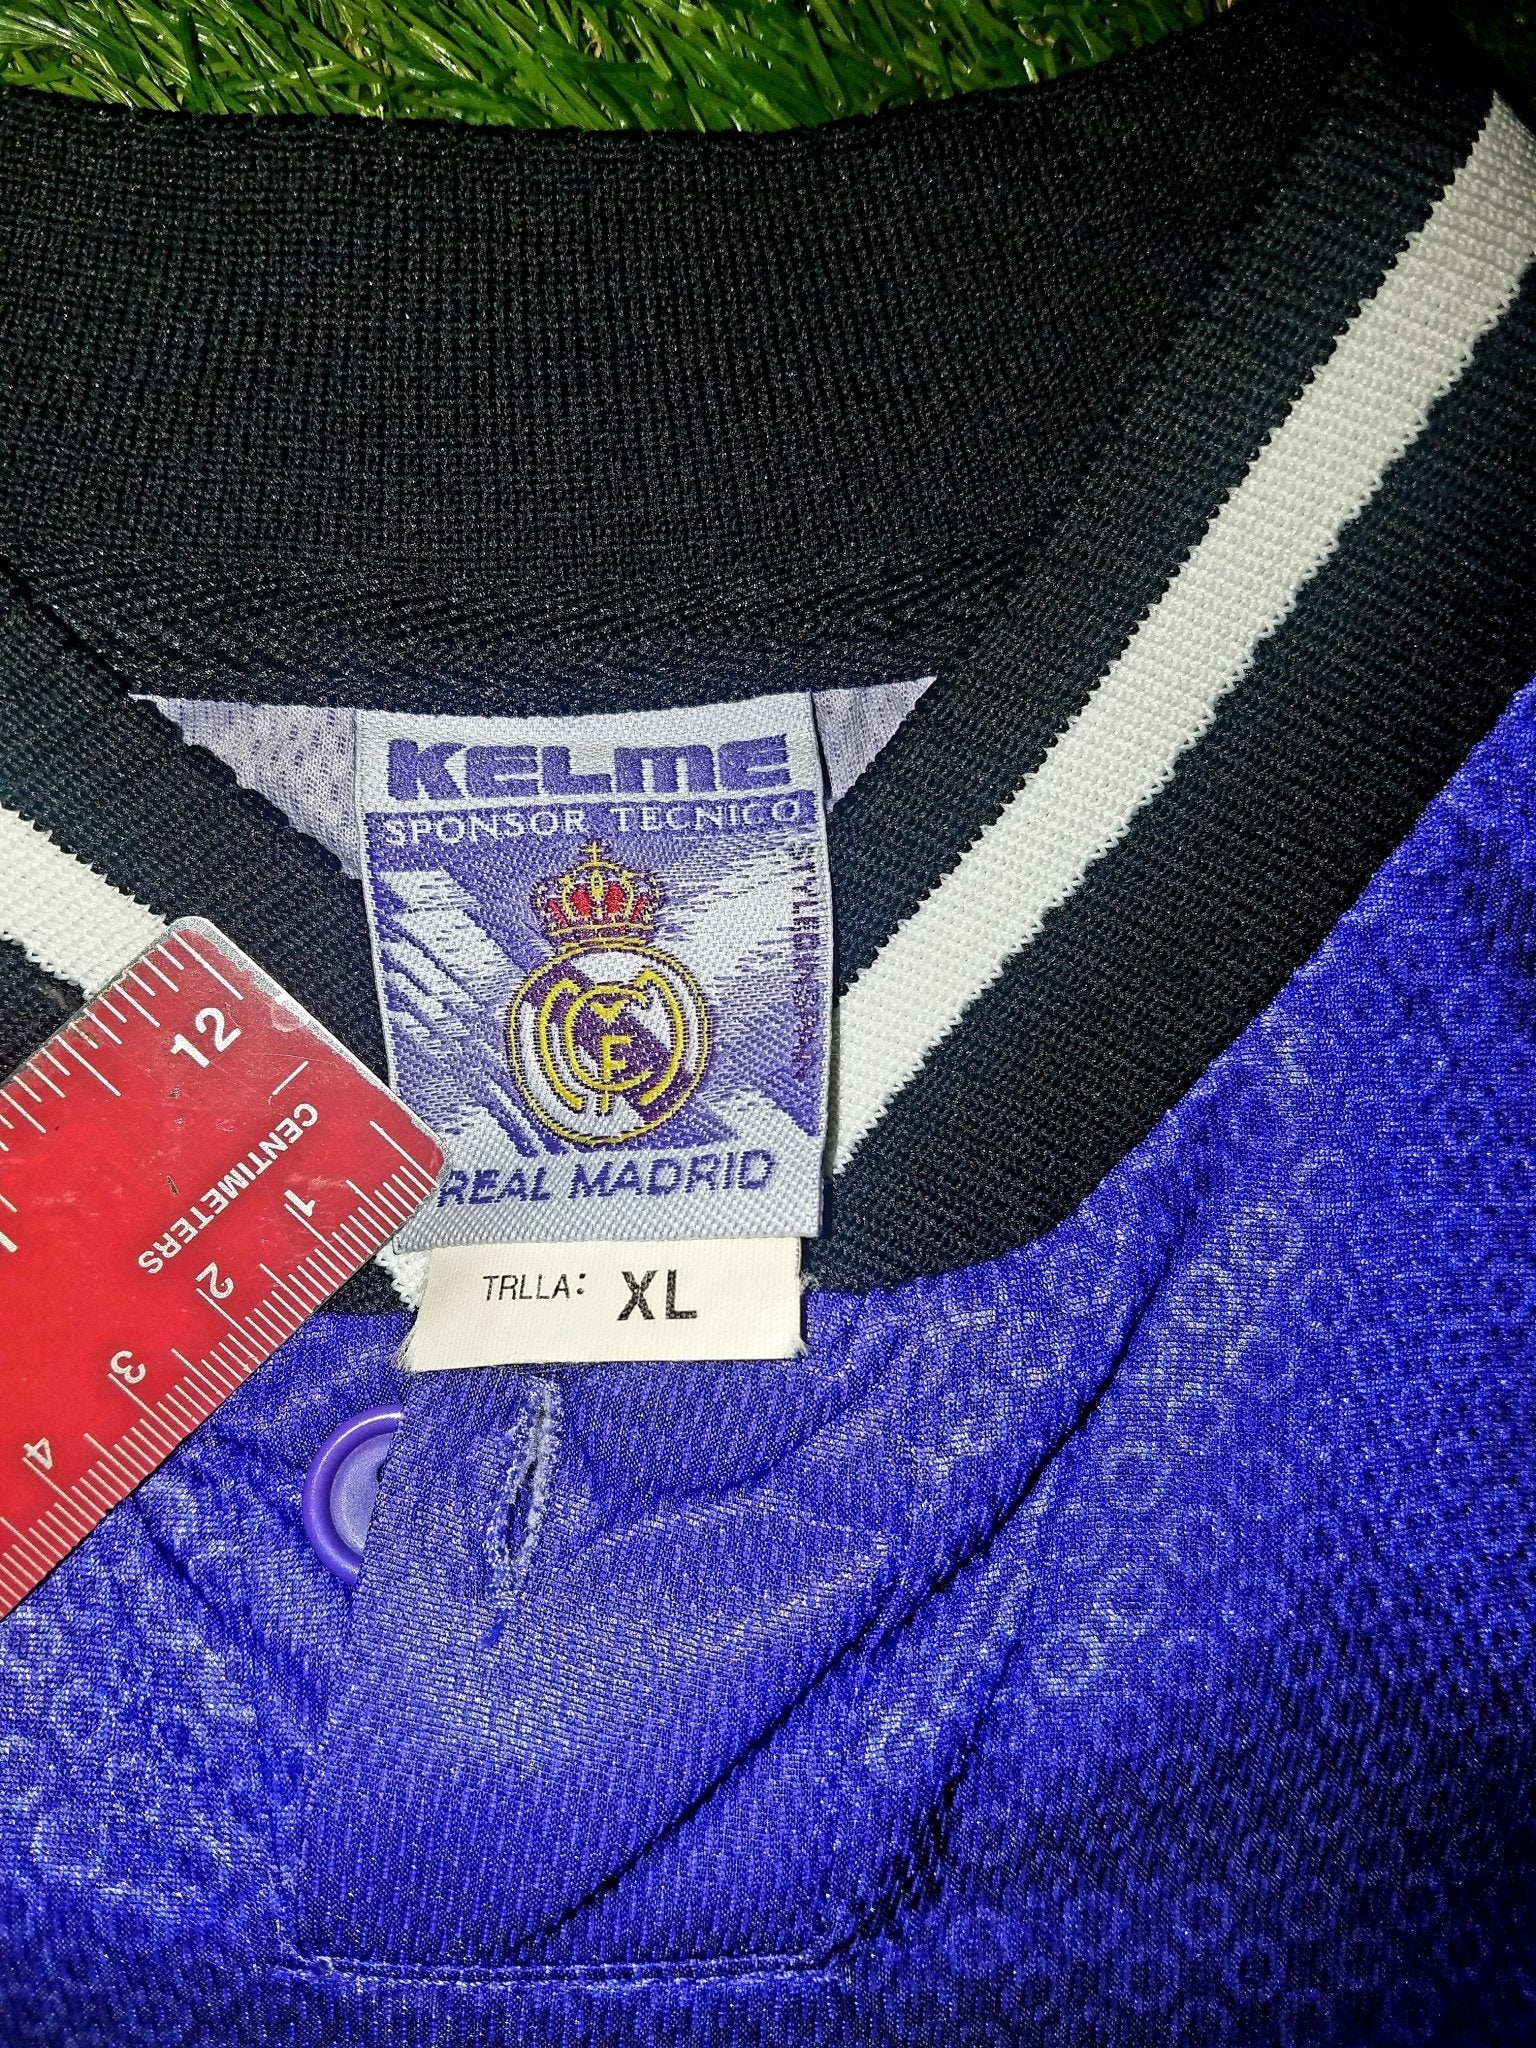 KELME
SPONSOR TECNICO
REAL MADRID
TRLLA: XL
12
CENTIMETERS
1
2
3
4